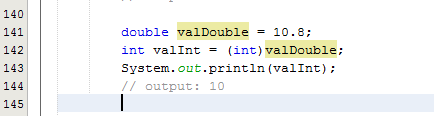 140
141 double valDouble = 10.8;
142 int valInt = (int)valDouble;
143 System.out.println(valInt);
144 // output: 10
145